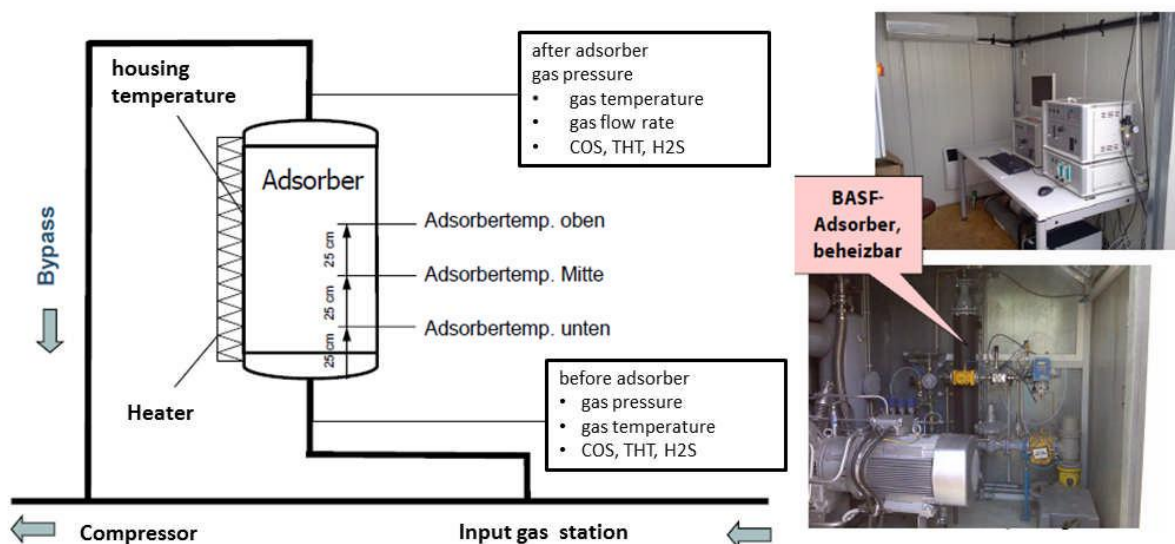 housing
temperature
after adsorber
gas pressure
• gas temperature
• gas flow rate
• COS, THT, H2S
Adsorber
Adsorbertemp. oben
25 cm
Adsorbertemp. Mitte
25 cm
Adsorbertemp. unten
25 cm
Bypass
Heater
before adsorber
• gas pressure
• gas temperature
• COS, THT, H2S
Compressor
Input gas station
BASF-
Adsorber,
beheizbar